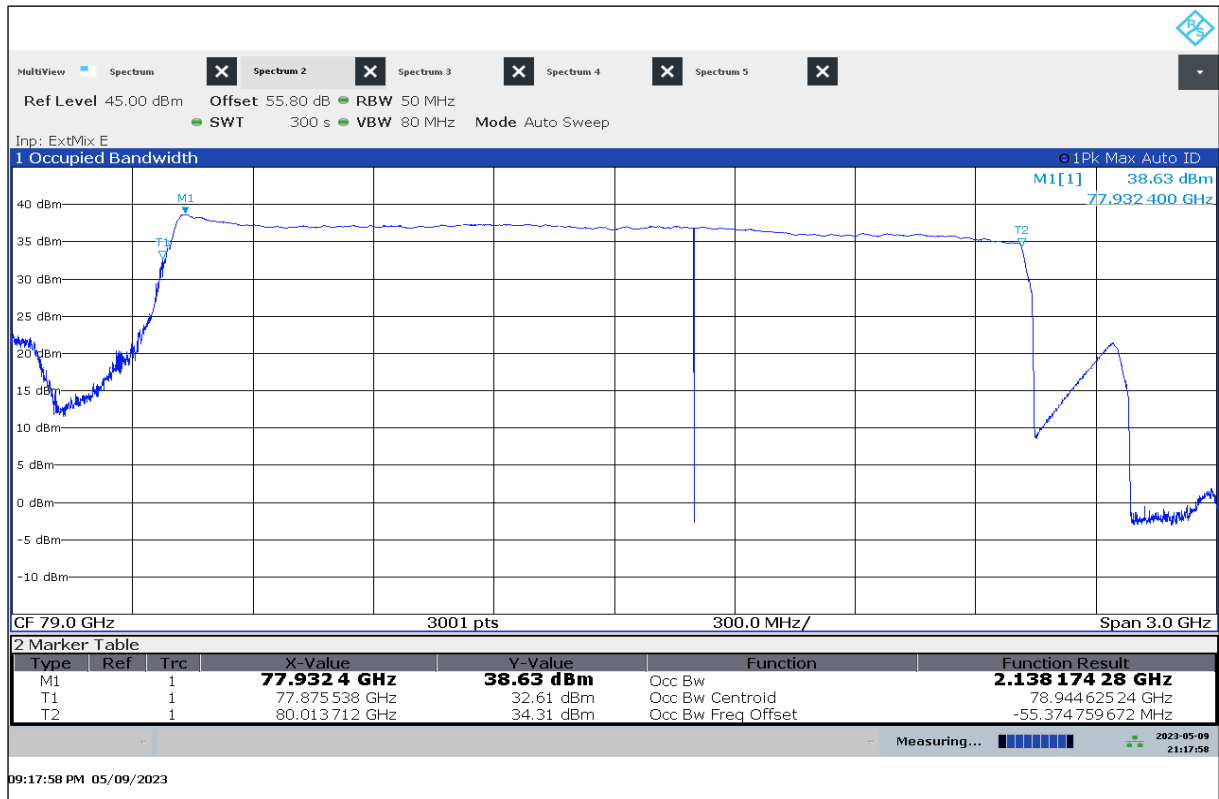 R&S
MultiView Spectrum Spectrum 2 Spectrum 3 Spectrum 4 Spectrum 5
Ref Level 45.00 dBm Offset 55.80 dB RBW 50 MHz
SWT 300 s VBW 80 MHz Mode Auto Sweep
Inp: ExtMix E
1 Occupied Bandwidth 1Pk Max Auto ID
M1[1] 38.63 dBm
77.932 400 GHz
M1
40 dBm
T2
35 dBm
T1
30 dBm
25 dBm
20 dBm
15 dBm
10 dBm
5 dBm
0 dBm
-5 dBm
-10 dBm
CF 79.0 GHz 3001 pts 300.0 MHz/ Span 3.0 GHz
2 Marker Table
Type Ref Trc X-Value Y-Value Function Function Result
M1 1 77.932 4 GHz 38.63 dBm Occ Bw 2.138 174 28 GHz
T1 1 77.875 538 GHz 32.61 dBm Occ Bw Centroid 78.944 625 24 GHz
T2 1 80.013 712 GHz 34.31 dBm Occ Bw Freq Offset -55.374 759 672 MHz
Measuring... 2023-05-09
21:17:58
09:17:58 PM 05/09/2023